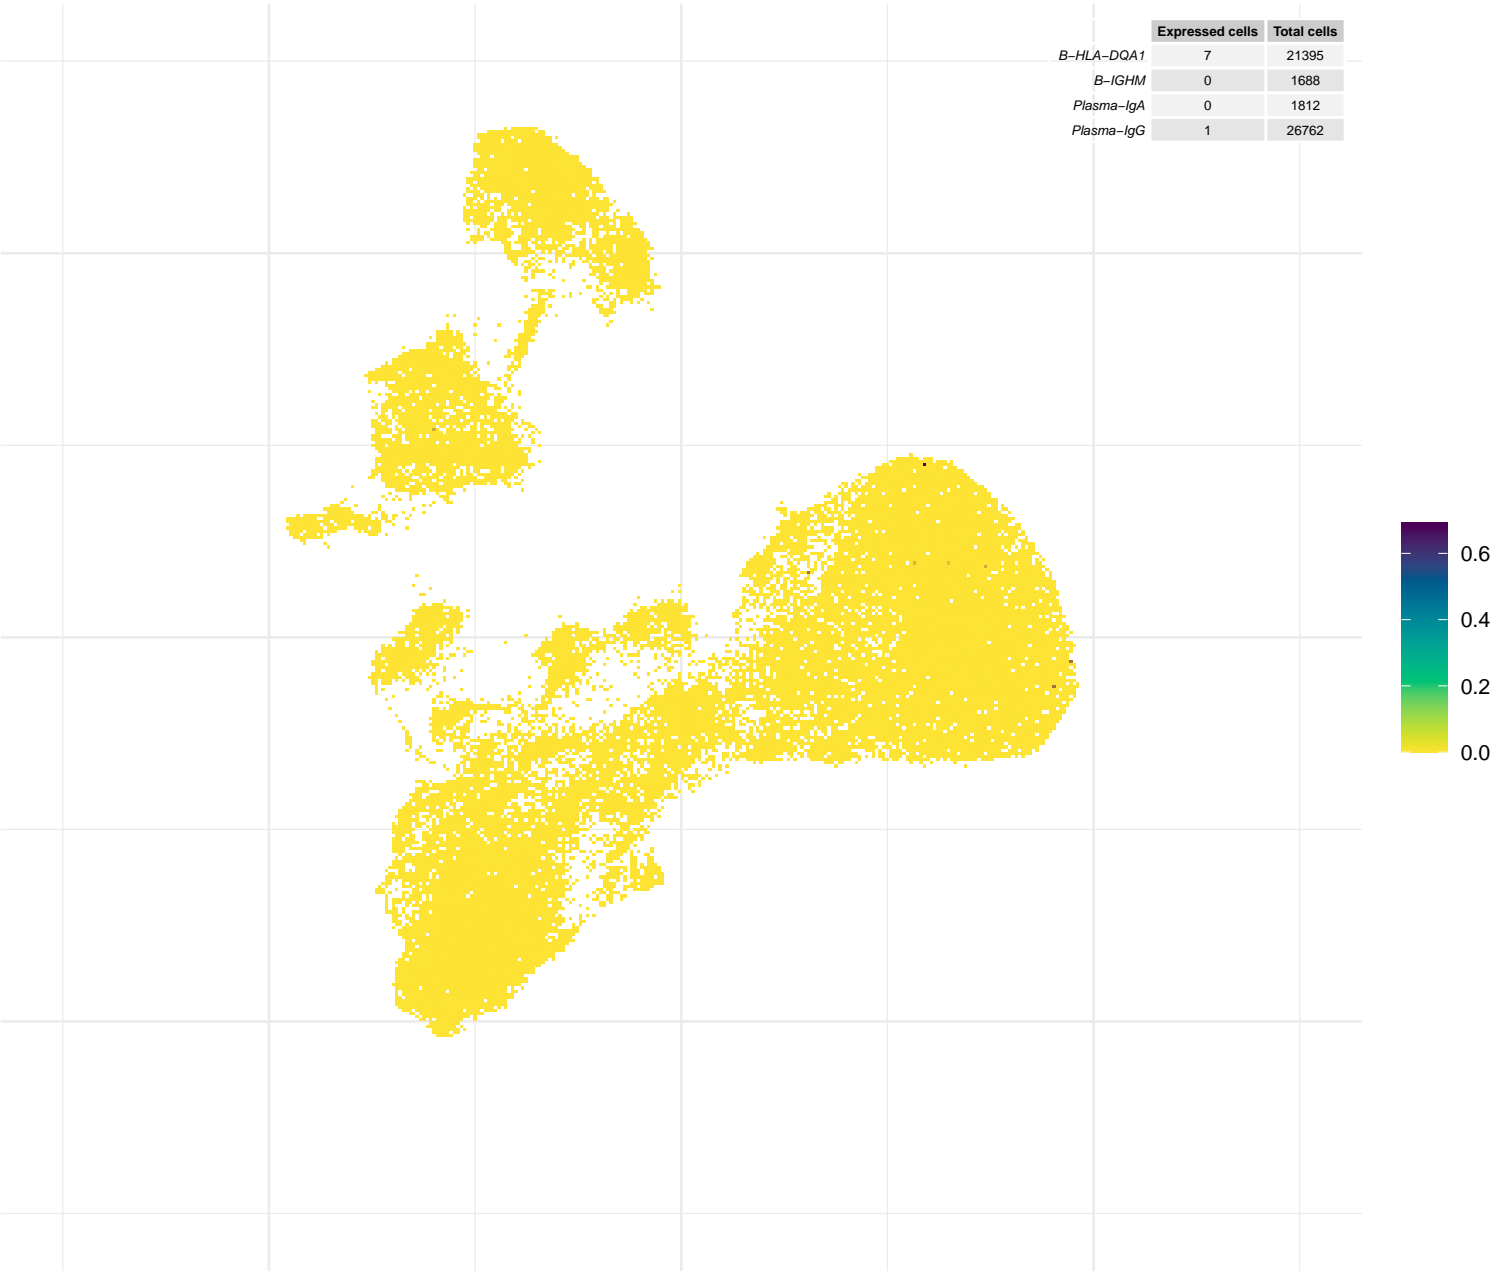 Expressed cells Total cells
B−HLA−DQA1 7 21395
B−IGHM 0 1688
Plasma−IgA 0 1812
Plasma−IgG 1 26762
0.6
0.4
0.2
0.0